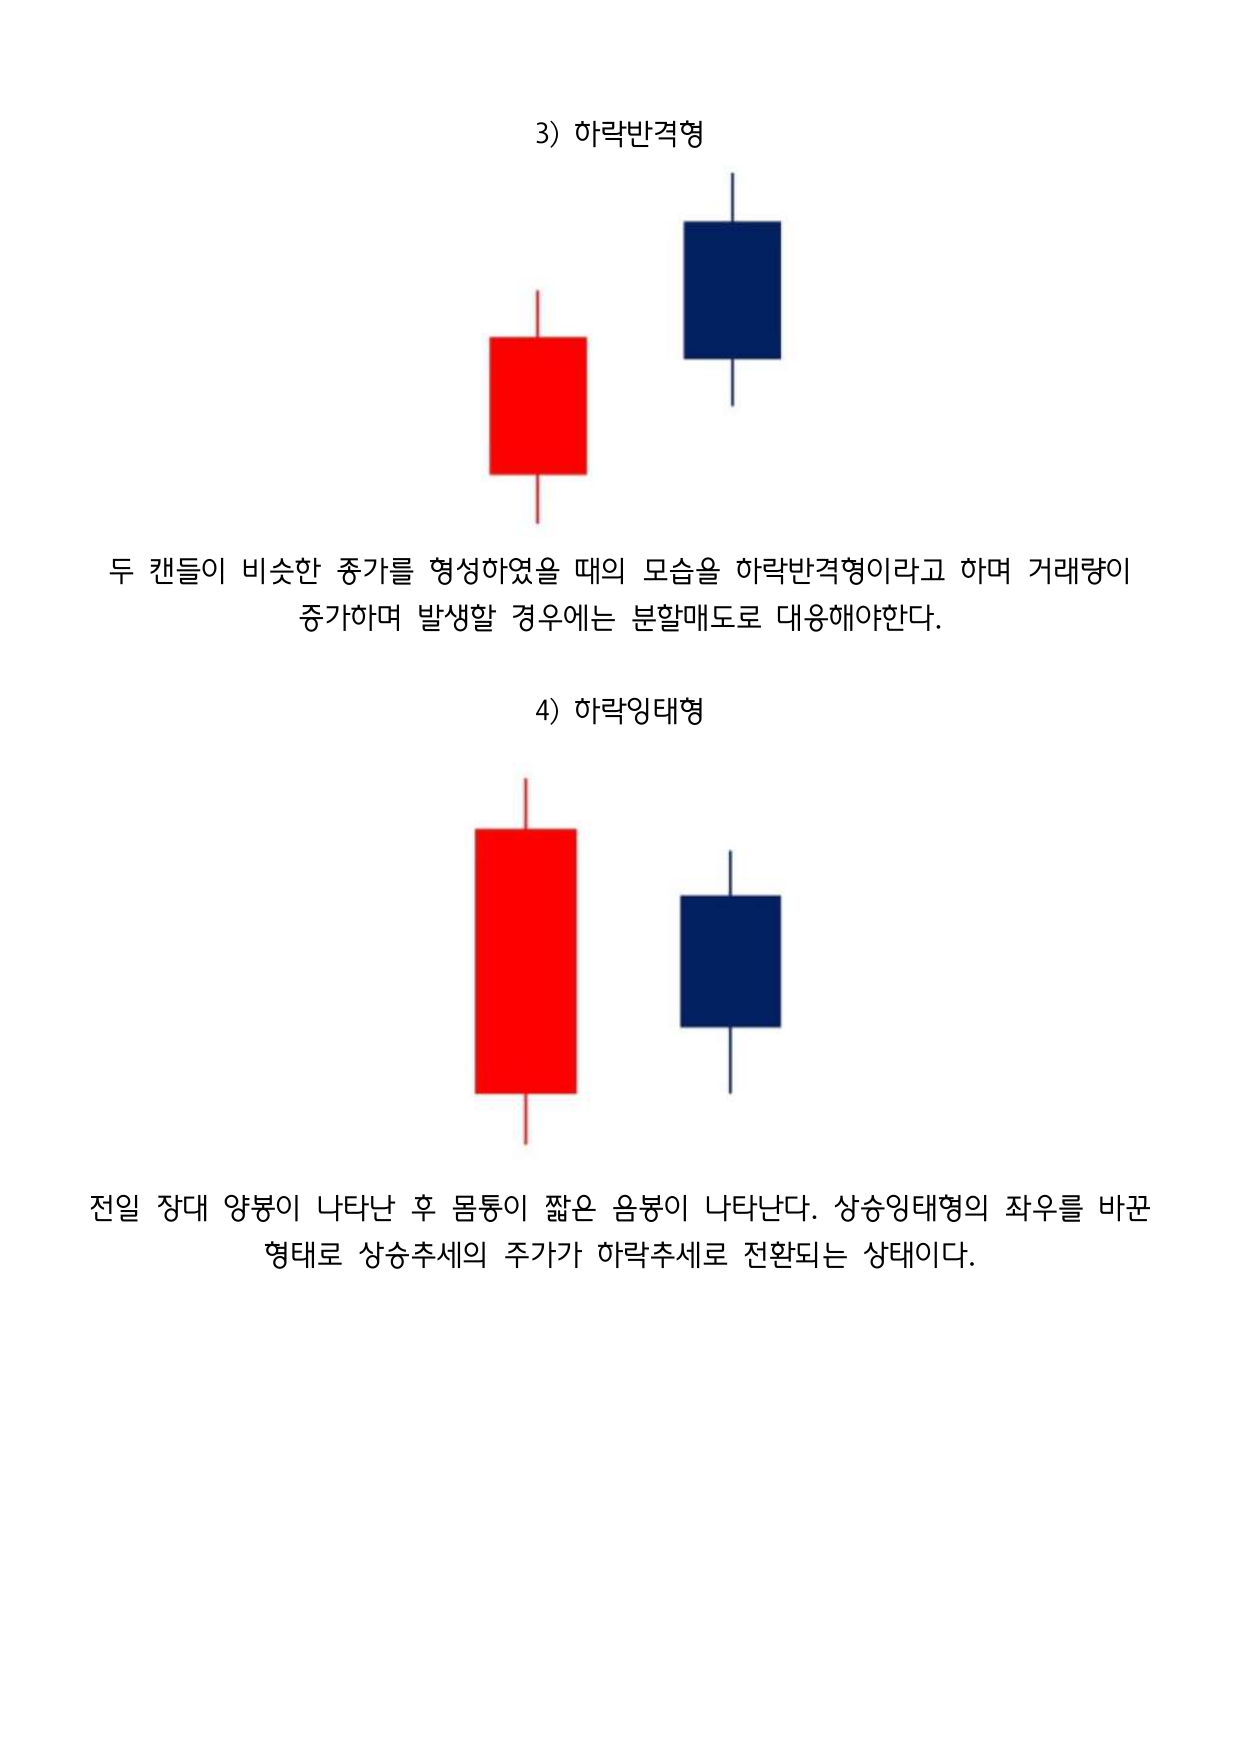 3) 하락반격형
두 캔들이 비슷한 종가를 형성하였을 때의 모습을 하락반격형이라고 하며 거래량이
증가하며 발생할 경우에는 분할매도로 대응해야한다.
4) 하락잉태형
전일 장대 양봉이 나타난 후 몸통이 짧은 음봉이 나타난다. 상승잉태형의 좌우를 바꾼
형태로 상승추세의 주가가 하락추세로 전환되는 상태이다.